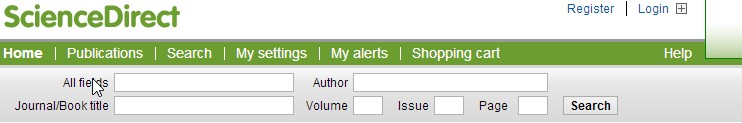 ScienceDirect
Register | Login
Home | Publications | Search | My settings | My alerts | Shopping cart Help
All fields Author
Journal/Book title Volume Issue Page Search